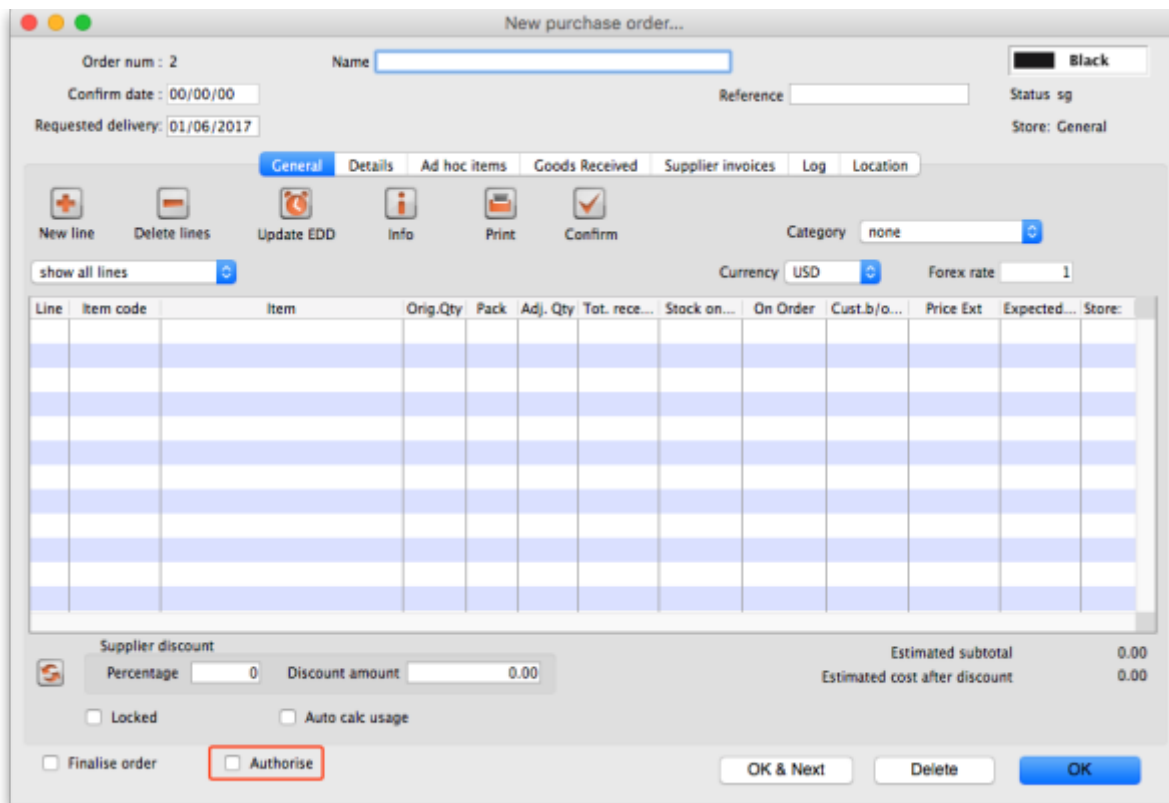 New purchase order...
Order num : 2 Name Black
Confirm date : 00/00/00 Reference Status sg
Requested delivery: 01/06/2017 Store: General
General Details Ad hoc items Goods Received Supplier invoices Log Location
New line Delete lines Update EDD Info Print Confirm Category none
show all lines Currency USD Forex rate 1
Line Item code Item Orig.Qty Pack Adj. Qty Tot. rece... Stock on... On Order Cust.b/o... Price Ext Expected... Store:
Supplier discount Estimated subtotal 0.00
Percentage 0 Discount amount 0.00 Estimated cost after discount 0.00
Locked Auto calc usage
Finalise order Authorise OK & Next Delete OK